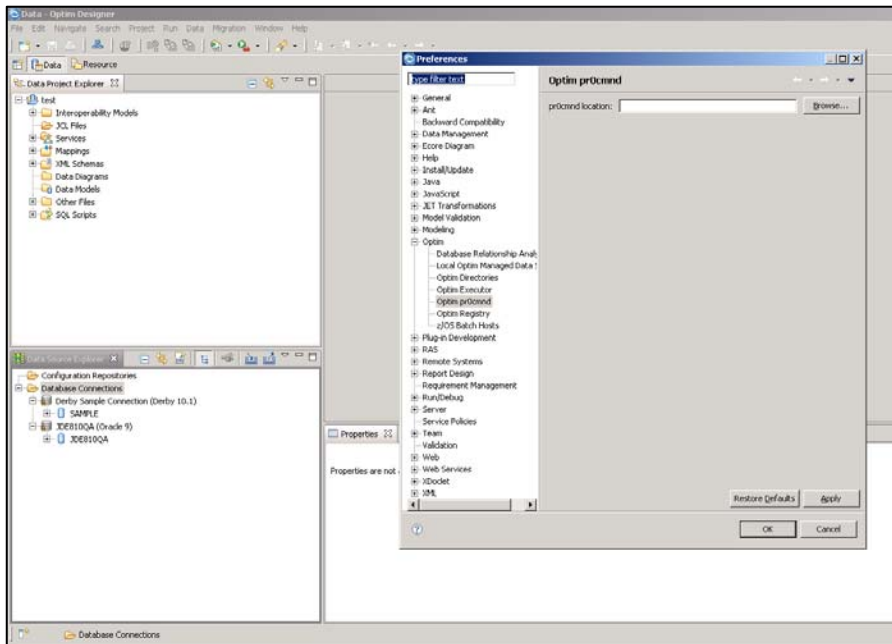 Data - Optim Designer
File Edit Navigate Search Project Run Data Migration Window Help
Data Resource
Data Project Explorer
test
Interoperability Models
JCL Files
Services
Mappings
XML Schemas
Data Diagrams
Data Models
Other Files
SQL Scripts
Data Source Explorer
Configuration Repositories
Database Connections
Derby Sample Connection (Derby 10.1)
SAMPLE
JDE810QA (Oracle 9)
JDE810QA
Properties
Properties are not
Preferences
type filter text
General
Ant
Backward Compatibility
Data Management
Ecore Diagram
Help
Install/Update
Java
JavaScript
JET Transformations
Model Validation
Modeling
Optim
Database Relationship Analy
Local Optim Managed Data
Optim Directories
Optim Executor
Optim pr0cmnd
Optim Registry
z/OS Batch Hosts
Plug-in Development
RAS
Remote Systems
Report Design
Requirement Management
Run/Debug
Server
Service Policies
Team
Validation
Web
Web Services
XDoclet
XML
Optim pr0cmnd
pr0cmnd location:
Browse...
Restore Defaults Apply
OK Cancel
Database Connections